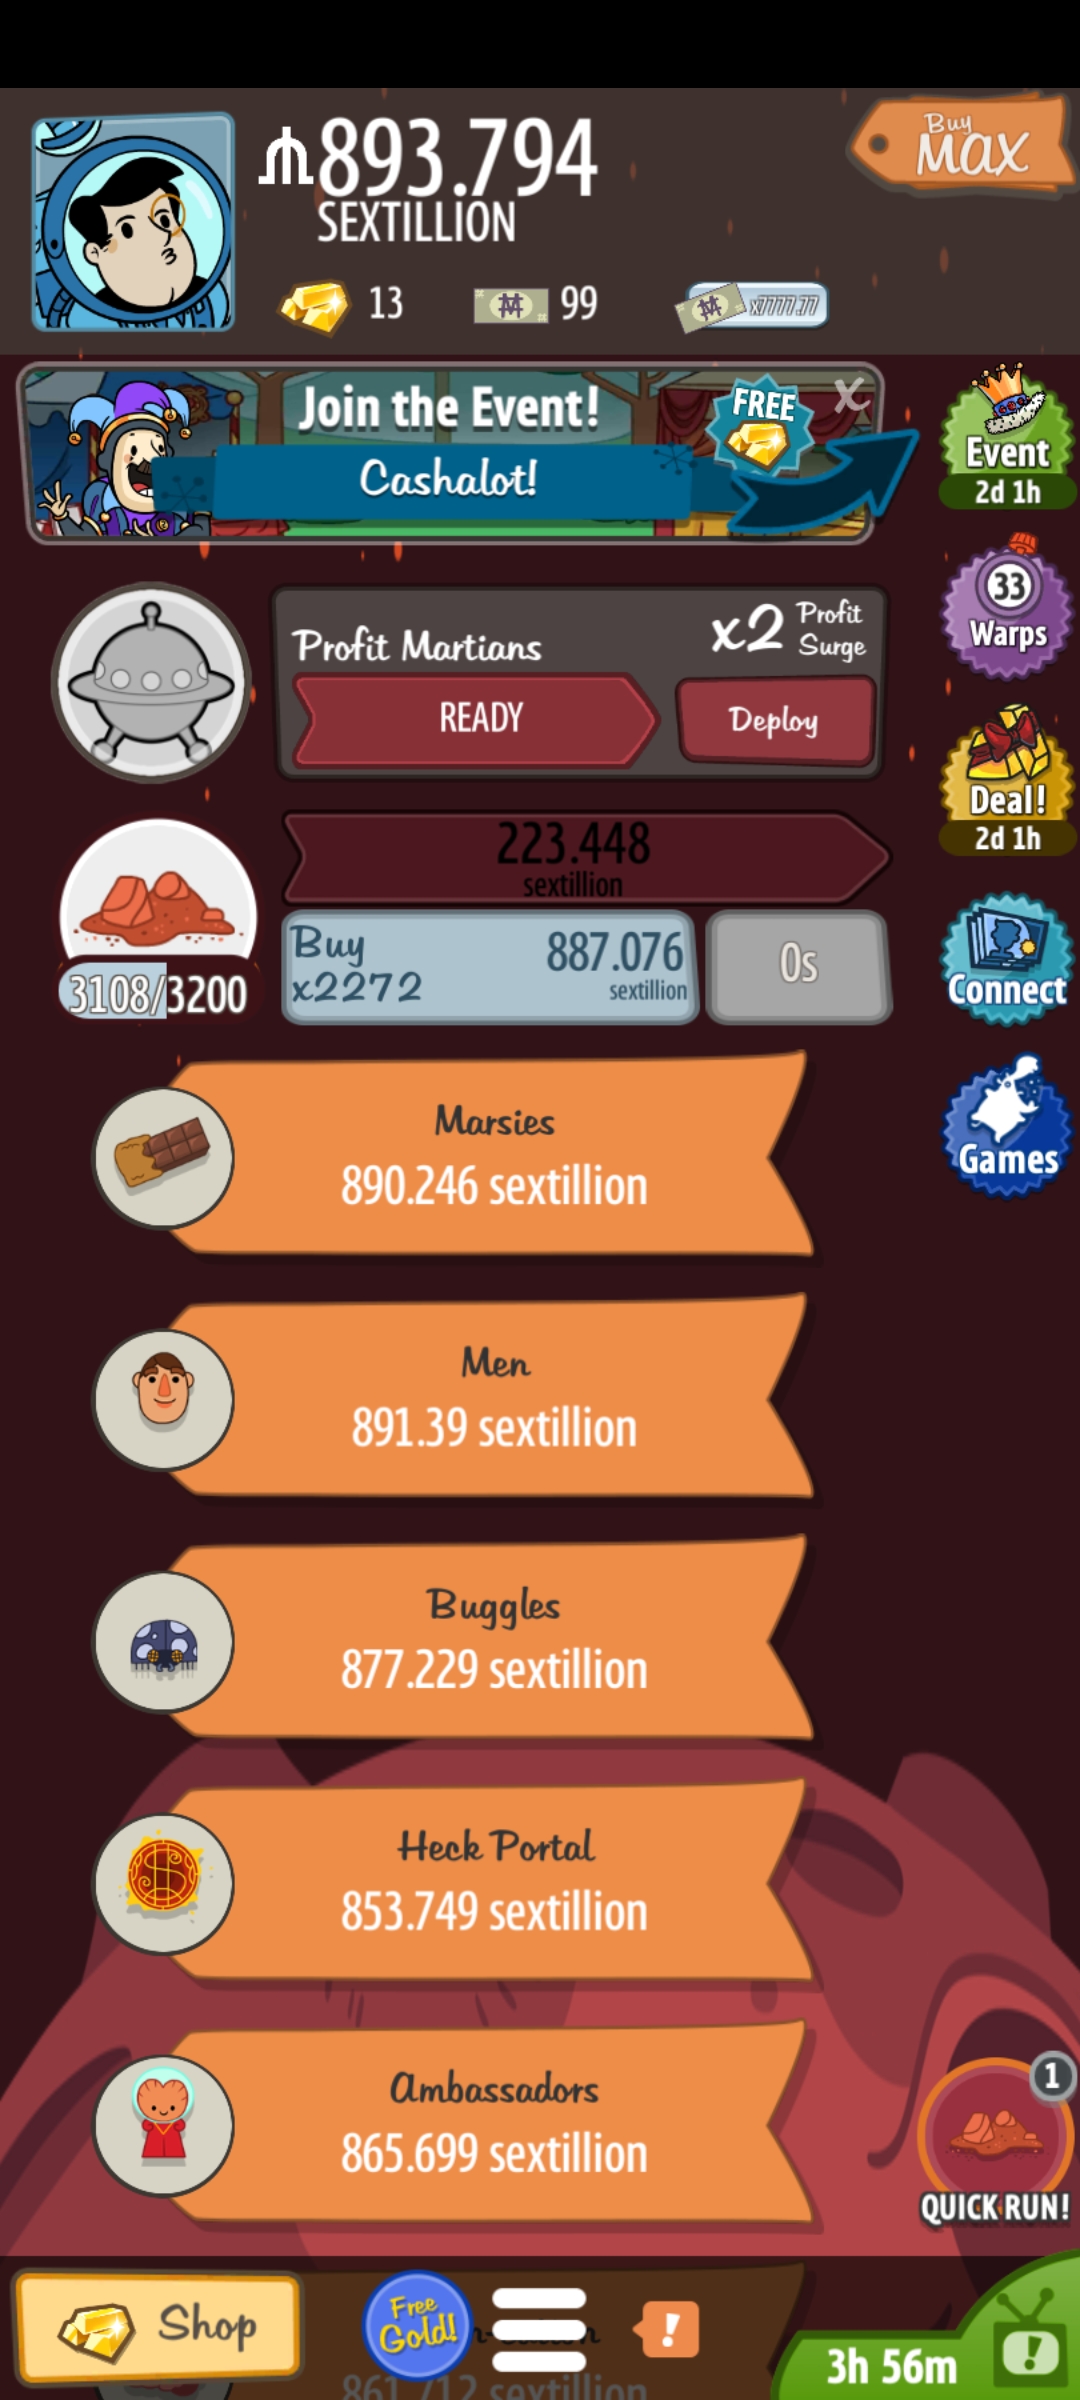 893.794
SEXTILLION
Buy
MAX
13
99
x7777.77
Join the Event!
Cashalot!
FREE
x
Event
2d 1h
33
Warps
Profit Martians
x2 Profit
Surge
READY
Deploy
Deal!
2d 1h
223.448
sextillion
3108/3200
Buy
x2272
887.076
sextillion
0s
Connect
Games
Marsies
890.246 sextillion
Men
891.39 sextillion
Buggles
877.229 sextillion
Heck Portal
853.749 sextillion
Ambassadors
865.699 sextillion
1
QUICK RUN!
Shop
Free
Gold!
!
861.712 sextillion
3h 56m
!